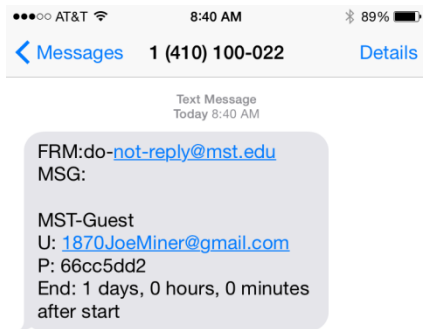 AT&T 8:40 AM 89%
Messages 1 (410) 100-022 Details
Text Message
Today 8:40 AM
FRM:do-not-reply@mst.edu
MSG:
MST-Guest
U: 1870JoeMiner@gmail.com
P: 66cc5dd2
End: 1 days, 0 hours, 0 minutes
after start